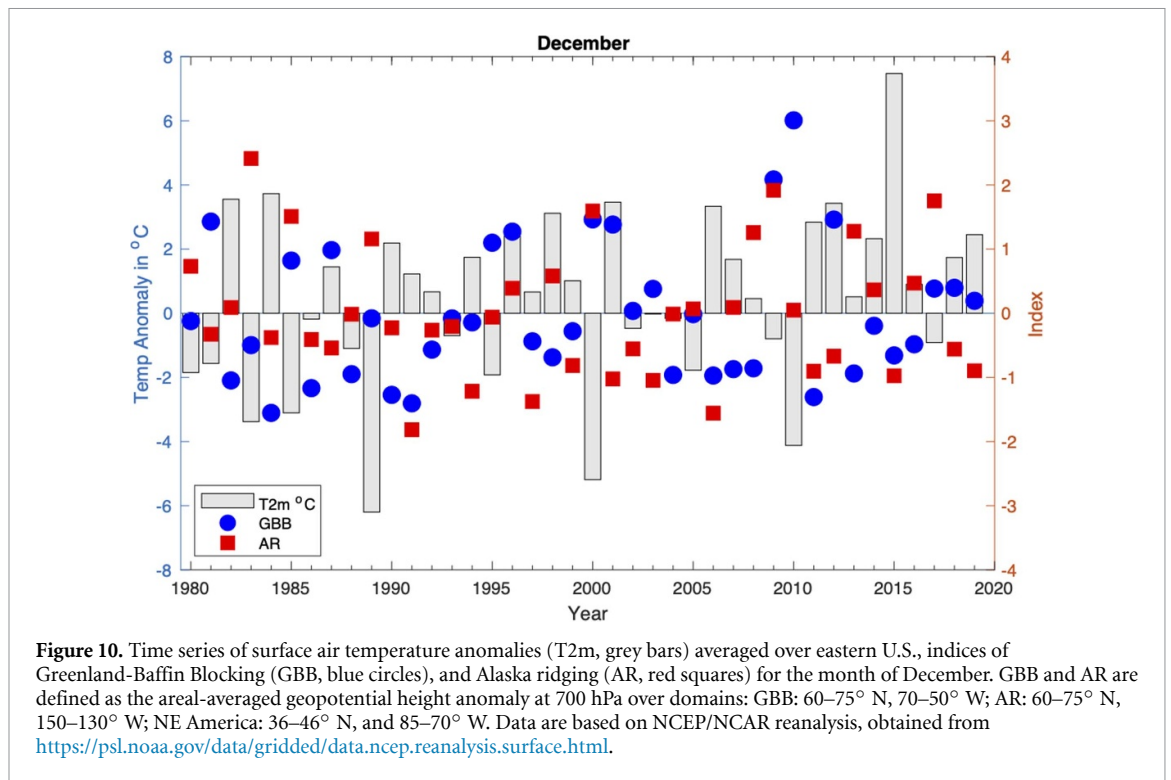 December
8
6
4
2
0
-2
-4
-6
-8
Temp Anomaly in °C
4
3
2
1
0
-1
-2
-3
-4
Index
T2m °C
GBB
AR
1980 1985 1990 1995 2000 2005 2010 2015 2020
Year
Figure 10. Time series of surface air temperature anomalies (T2m, grey bars) averaged over eastern U.S., indices of
Greenland-Baffin Blocking (GBB, blue circles), and Alaska ridging (AR, red squares) for the month of December. GBB and AR are
defined as the areal-averaged geopotential height anomaly at 700 hPa over domains: GBB: 60–75° N, 70–50° W; AR: 60–75° N,
150–130° W; NE America: 36–46° N, and 85–70° W. Data are based on NCEP/NCAR reanalysis, obtained from
https://psl.noaa.gov/data/gridded/data.ncep.reanalysis.surface.html.